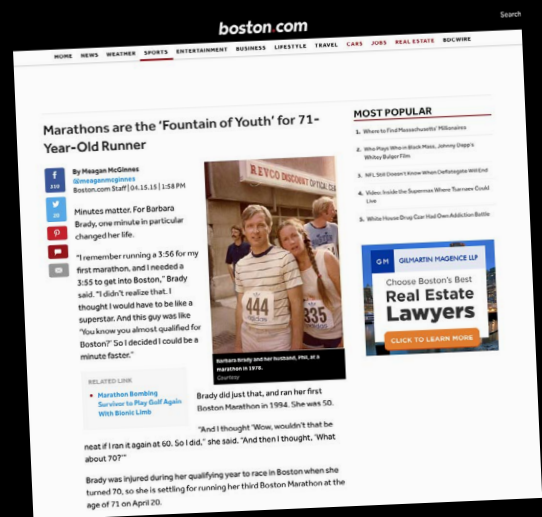 boston.com
Search
HOME NEWS WEATHER SPORTS ENTERTAINMENT BUSINESS LIFESTYLE TRAVEL CARS JOBS REAL ESTATE BDCWIRE
Marathons are the 'Fountain of Youth' for 71-
Year-Old Runner
By Meagan McGinnes
@meaganmcginnes
Boston.com Staff | 04.15.15 | 1:58 PM
Minutes matter. For Barbara
Brady, one minute in particular
changed her life.
"I remember running a 3:56 for my
first marathon, and I needed a
3:55 to get into Boston," Brady
said. "I didn't realize that. I
thought I would have to be like a
superstar. And this guy was like
'You know you almost qualified for
Boston?' So I decided I could be a
minute faster."
REVCO DISCOUNT OPTICAL
444
335
Barbara Brady and her husband, Phil, at a
marathon in 1978.
Courtesy
RELATED LINK
Marathon Bombing
Survivor to Play Golf Again
With Bionic Limb
Brady did just that, and ran her first
Boston Marathon in 1994. She was 50.
"And I thought 'Wow, wouldn't that be
neat if I ran it again at 60. So I did," she said. "And then I thought, 'What
about 70?'"
Brady was injured during her qualifying year to race in Boston when she
turned 70, so she is settling for running her third Boston Marathon at the
age of 71 on April 20.
MOST POPULAR
1. Where to Find Massachusetts' Millionaires
2. Who Plays Who in Black Mass, Johnny Depp's
Whitey Bulger Film
3. NFL Still Doesn't Know When Deflategate Will End
4. Video: Inside the Supermax Where Tsarnaev Could
Live
5. White House Drug Czar Had Own Addiction Battle
GM GILMARTIN MAGENCE LLP
Choose Boston's Best
Real Estate
Lawyers
CLICK TO LEARN MORE